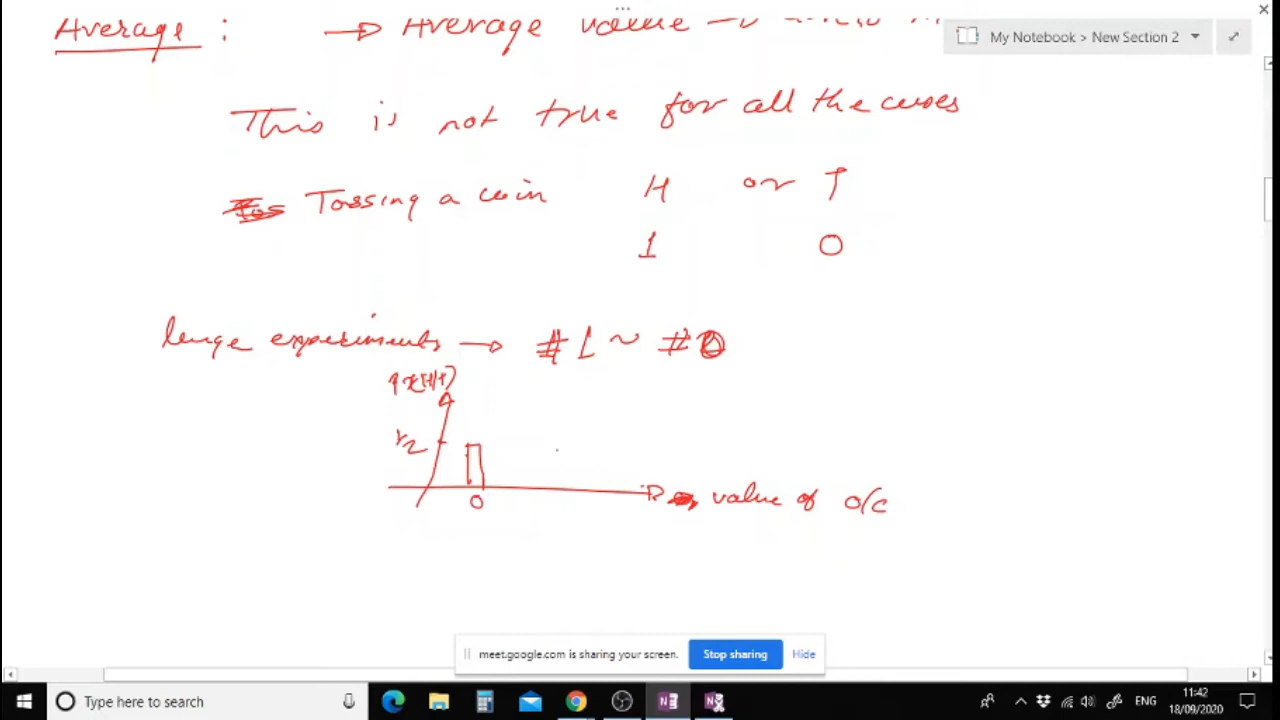 Average : → Average value →
My Notebook > New Section 2
This is not true for all the cases
Tossing a coin H or T
1 0
large experiments → # 1 ~ # 0
1/2
0
value of o/c
meet.google.com is sharing your screen. Stop sharing Hide
Type here to search
ENG
11:42
18/09/2020